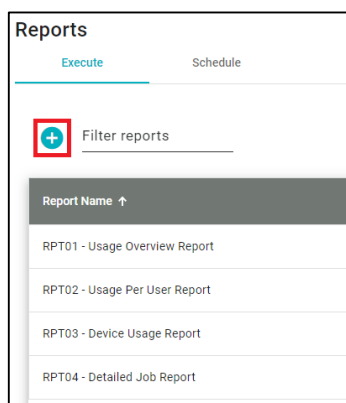 Reports
Execute Schedule
Filter reports
Report Name ↑
RPT01 - Usage Overview Report
RPT02 - Usage Per User Report
RPT03 - Device Usage Report
RPT04 - Detailed Job Report